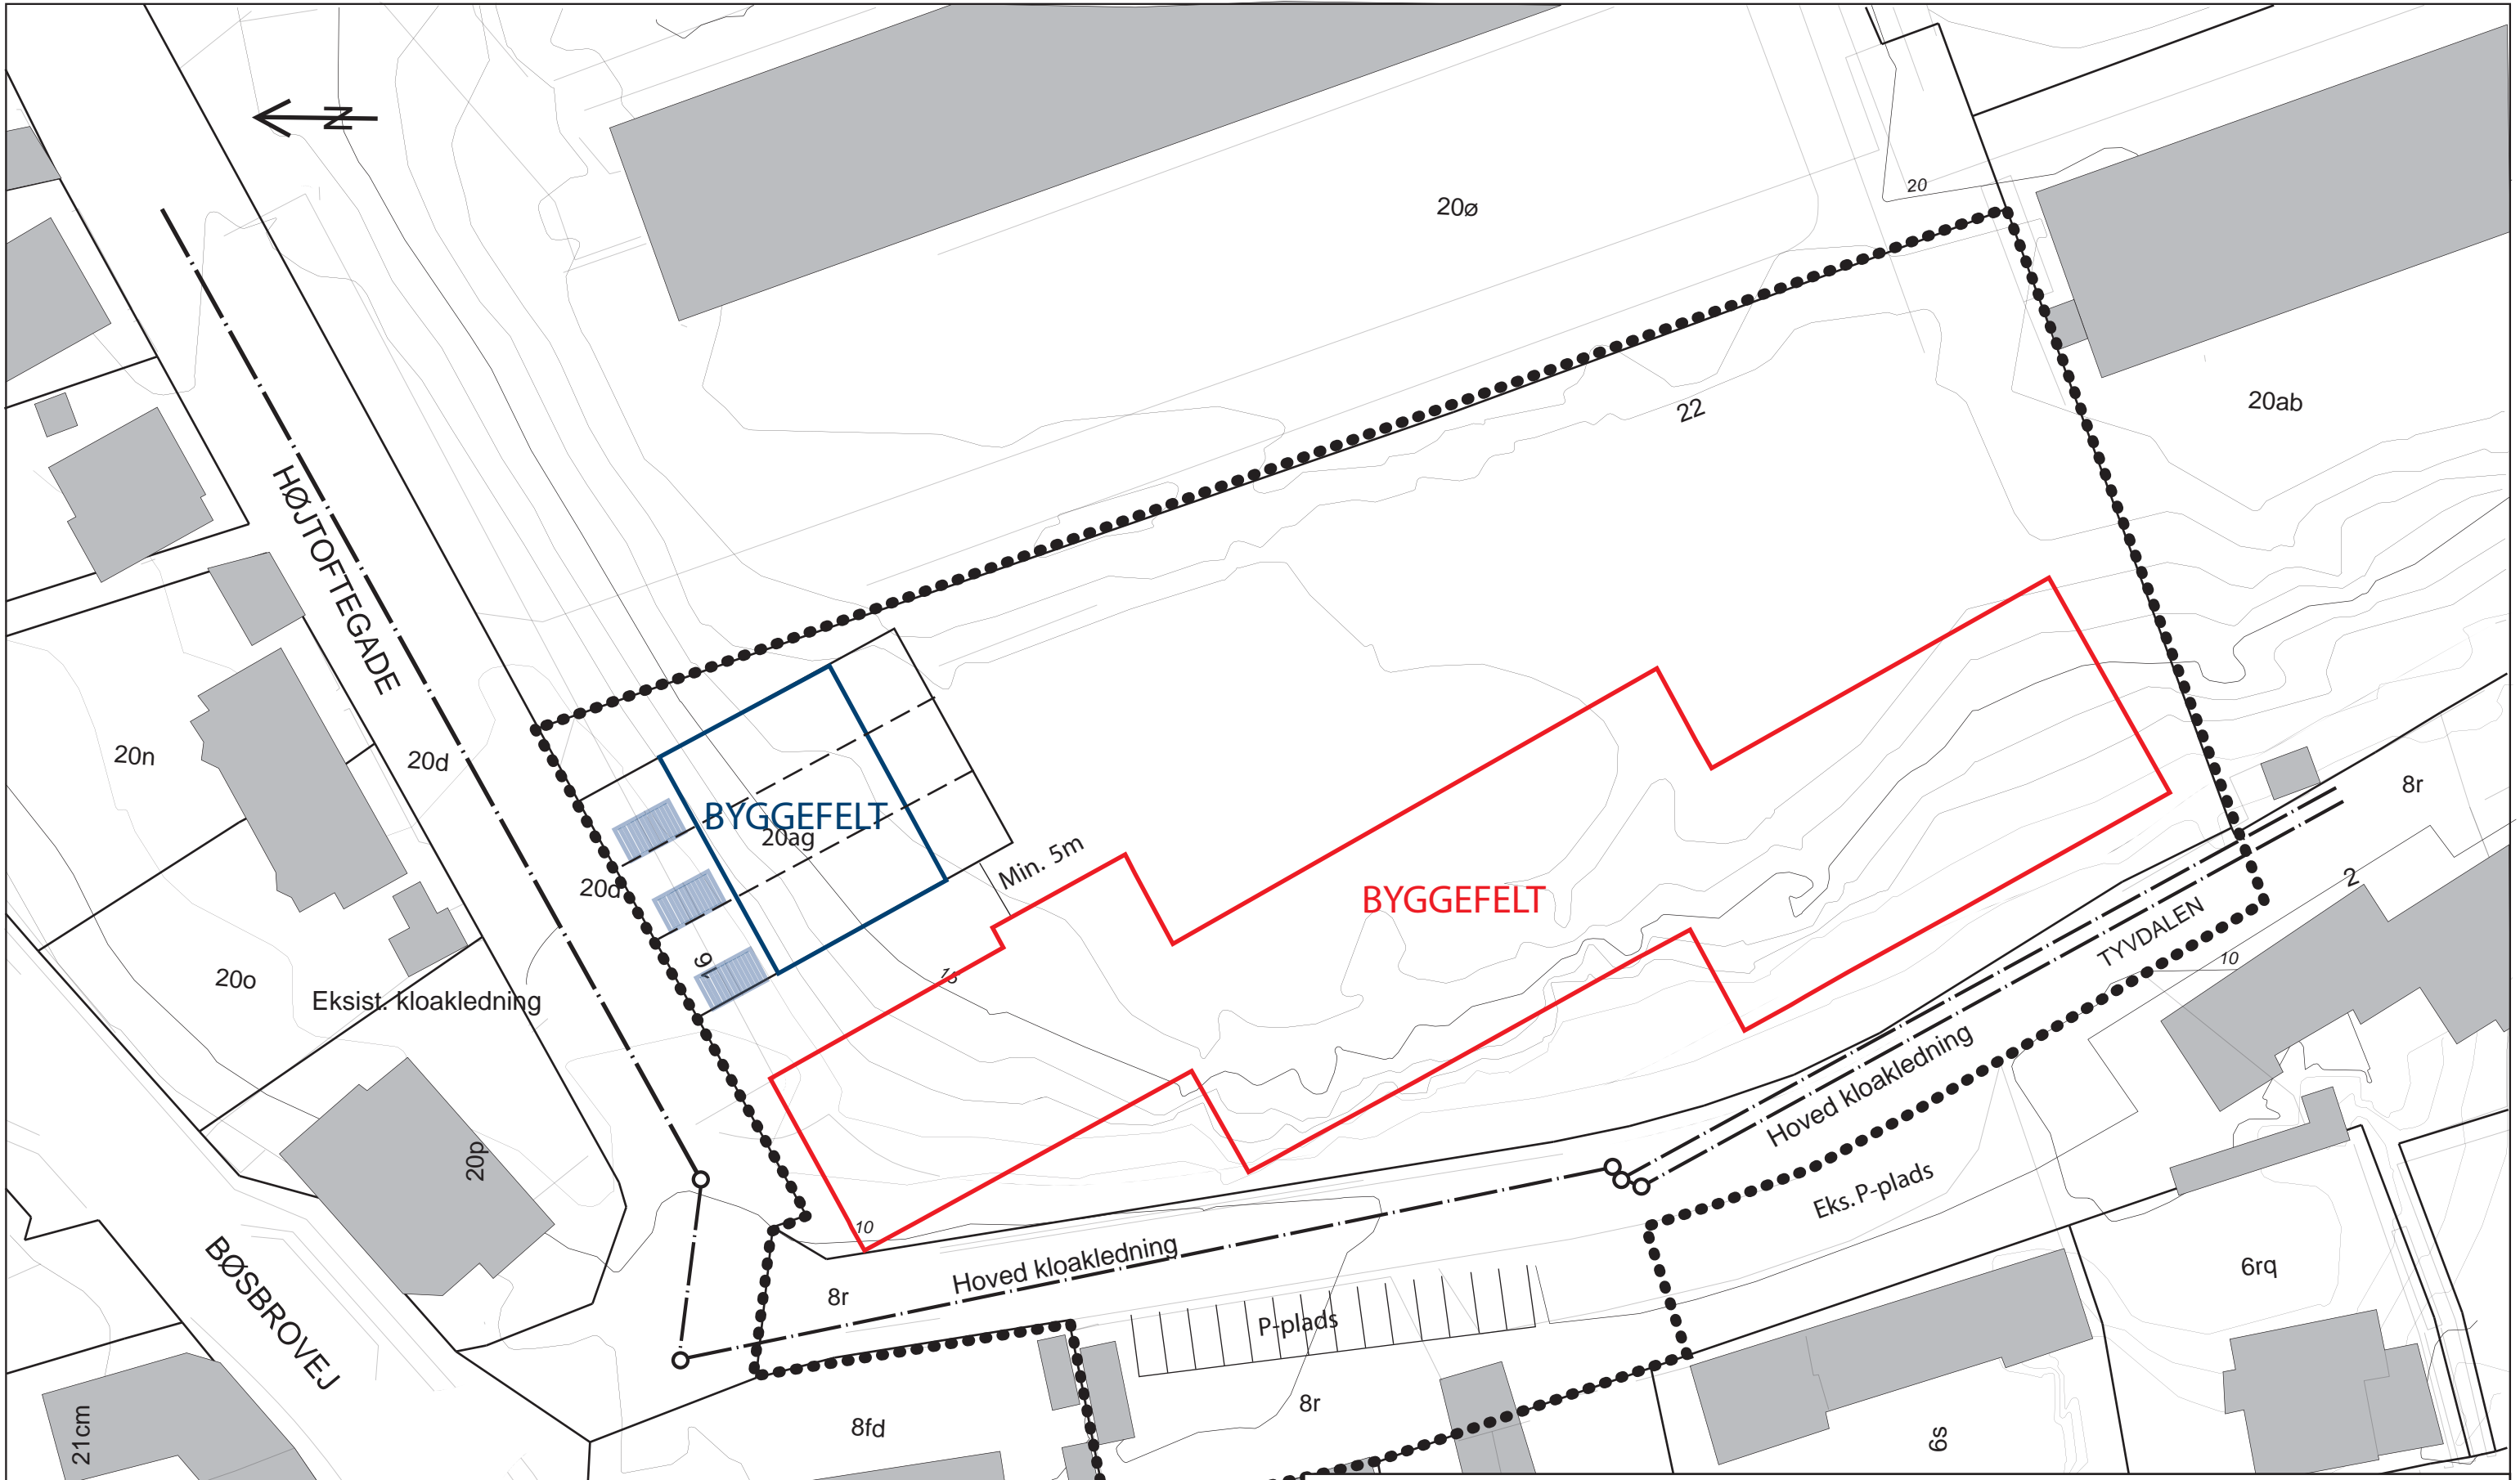 N
20ø
20
22
20ab
HØJTOFTEGADE
20n
20d
BYGGEFELT
20ag
20d
Min. 5m
BYGGEFELT
8r
2
TYVDALEN
10
20o
Eksist. kloakledning
Hoved kloakledning
20p
Eks.P-plads
10
Hoved kloakledning
BØSBROVEJ
8r
P-plads
6rq
8r
8fd
6s
21cm